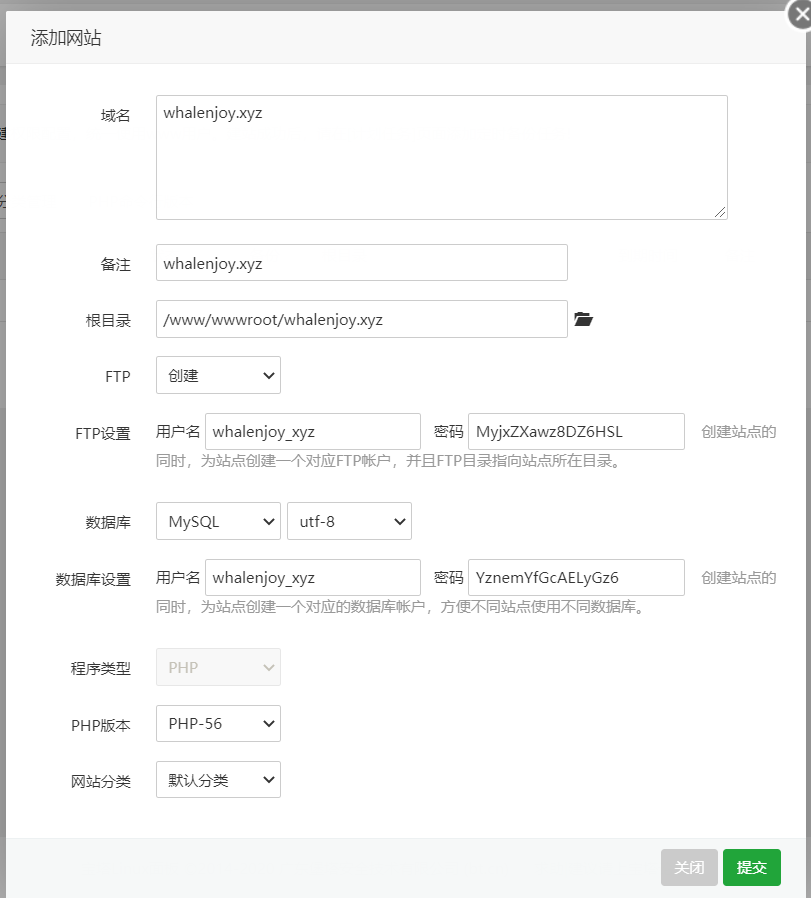 添加网站
域名 whalenjoy.xyz
备注 whalenjoy.xyz
根目录 /www/wwwroot/whalenjoy.xyz
FTP 创建
FTP设置 用户名 whalenjoy_xyz 密码 MyjxZXawz8DZ6HSL 创建站点的
同时，为站点创建一个对应FTP帐户，并且FTP目录指向站点所在目录。
数据库 MySQL utf-8
数据库设置 用户名 whalenjoy_xyz 密码 YznemYfGcAELyGz6 创建站点的
同时，为站点创建一个对应的数据库帐户，方便不同站点使用不同数据库。
程序类型 PHP
PHP版本 PHP-56
网站分类 默认分类
关闭 提交